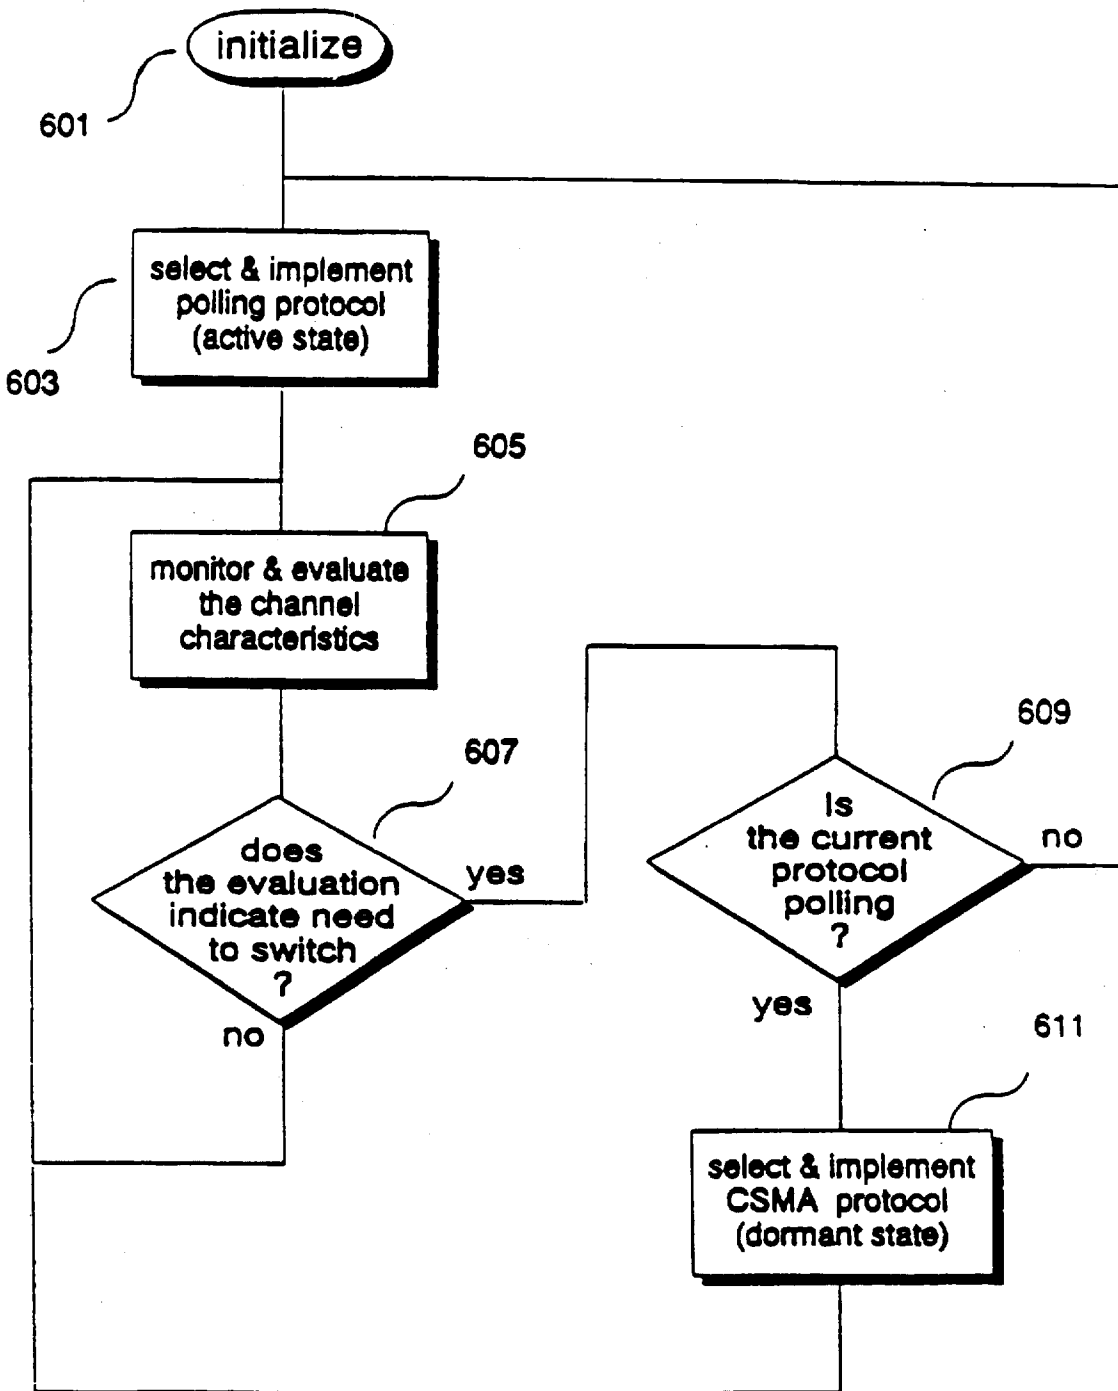 initialize
601
select & implement
polling protocol
(active state)
603
605
monitor & evaluate
the channel
characteristics
607
does
the evaluation
indicate need
to switch
?
yes
no
609
Is
the current
protocol
polling
?
no
yes
611
select & implement
CSMA protocol
(dormant state)